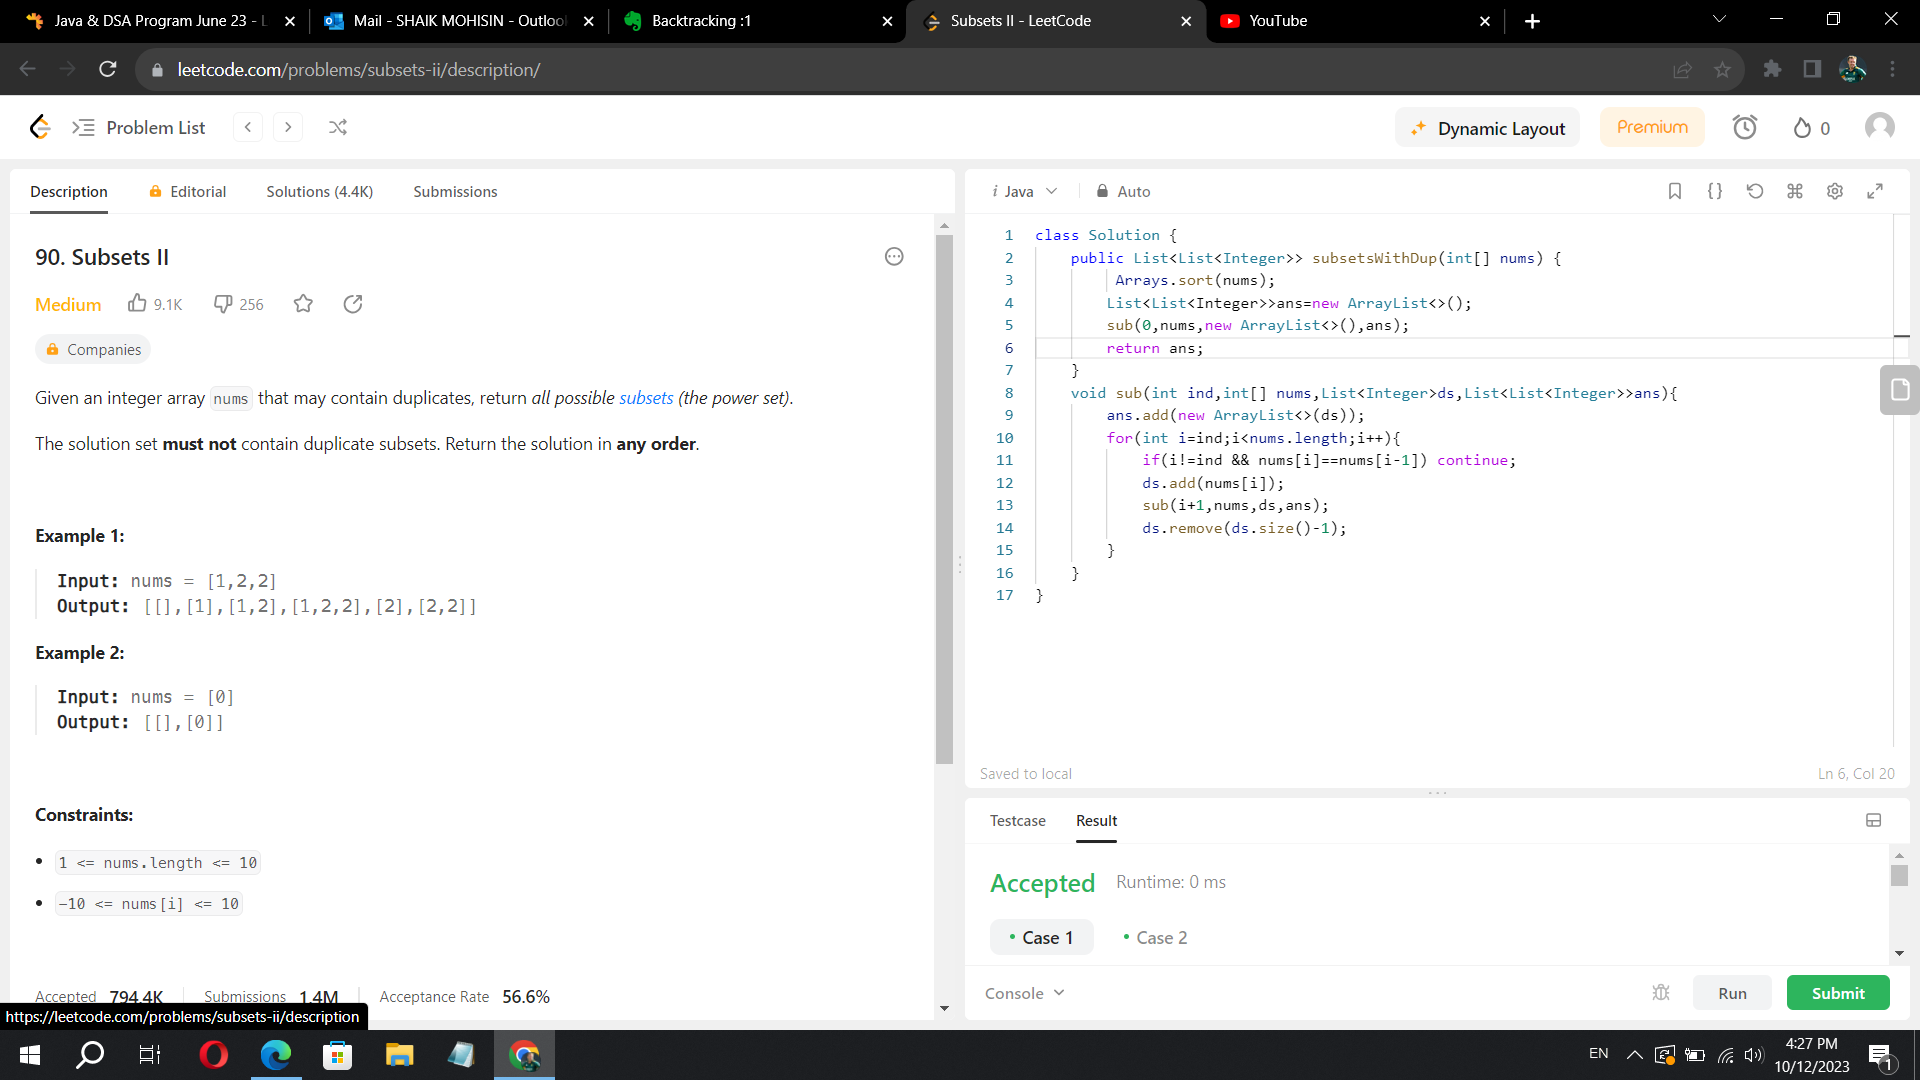 Java & DSA Program June 23 - L
Mail - SHAIK MOHISIN - Outloo
Backtracking :1
Subsets II - LeetCode
YouTube
leetcode.com/problems/subsets-ii/description/
Problem List
Dynamic Layout
Premium
0
Description
Editorial
Solutions (4.4K)
Submissions
90. Subsets II
Medium
9.1K
256
Companies
Given an integer array nums that may contain duplicates, return all possible subsets (the power set).
The solution set must not contain duplicate subsets. Return the solution in any order.
Example 1:
Input: nums = [1,2,2]
Output: [[],[1],[1,2],[1,2,2],[2],[2,2]]
Example 2:
Input: nums = [0]
Output: [[],[0]]
Constraints:
• 1 <= nums.length <= 10
• -10 <= nums[i] <= 10
Accepted 794.4K
Submissions 1.4M
Acceptance Rate 56.6%
https://leetcode.com/problems/subsets-ii/description
i Java
Auto
1 class Solution {
2 public List<List<Integer>> subsetsWithDup(int[] nums) {
3 Arrays.sort(nums);
4 List<List<Integer>>ans=new ArrayList<>();
5 sub(0,nums,new ArrayList<>(),ans);
6 return ans;
7 }
8 void sub(int ind,int[] nums,List<Integer>ds,List<List<Integer>>ans){
9 ans.add(new ArrayList<>(ds));
10 for(int i=ind;i<nums.length;i++){
11 if(i!=ind && nums[i]==nums[i-1]) continue;
12 ds.add(nums[i]);
13 sub(i+1,nums,ds,ans);
14 ds.remove(ds.size()-1);
15 }
16 }
17 }
Saved to local
Ln 6, Col 20
Testcase
Result
Accepted
Runtime: 0 ms
• Case 1
• Case 2
Console
Run
Submit
EN
4:27 PM
10/12/2023
1